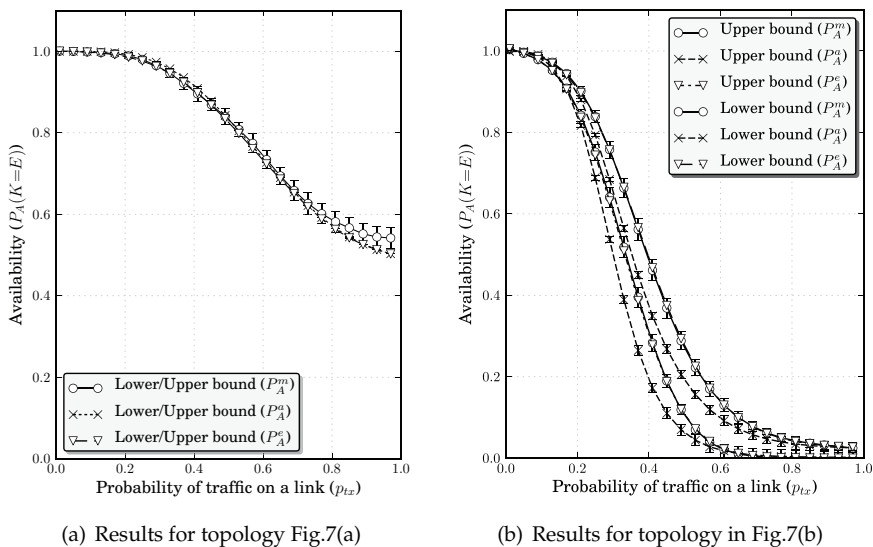 1.0
0.8
0.6
0.4
0.2
0.0
0.0 0.2 0.4 0.6 0.8 1.0
Availability (P_A(K=E))
Probability of traffic on a link (p_tx)
Lower/Upper bound (P_A^m)
Lower/Upper bound (P_A^a)
Lower/Upper bound (P_A^e)
(a) Results for topology Fig.7(a)
1.0
0.8
0.6
0.4
0.2
0.0
0.0 0.2 0.4 0.6 0.8 1.0
Availability (P_A(K=E))
Probability of traffic on a link (p_tx)
Upper bound (P_A^m)
Upper bound (P_A^a)
Upper bound (P_A^e)
Lower bound (P_A^m)
Lower bound (P_A^a)
Lower bound (P_A^e)
(b) Results for topology in Fig.7(b)